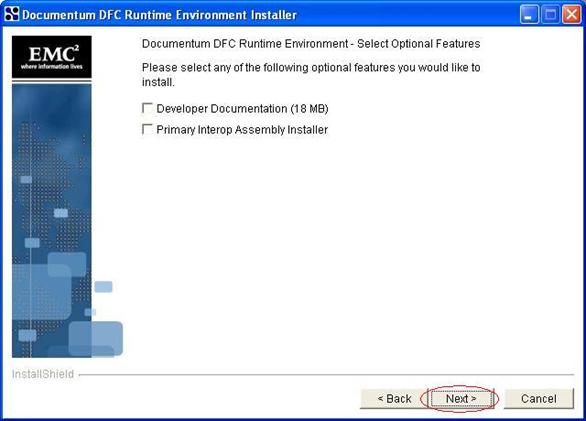 Documentum DFC Runtime Environment Installer
EMC²
where information lives
Documentum DFC Runtime Environment - Select Optional Features
Please select any of the following optional features you would like to
install.
Developer Documentation (18 MB)
Primary Interop Assembly Installer
InstallShield
< Back
Next >
Cancel